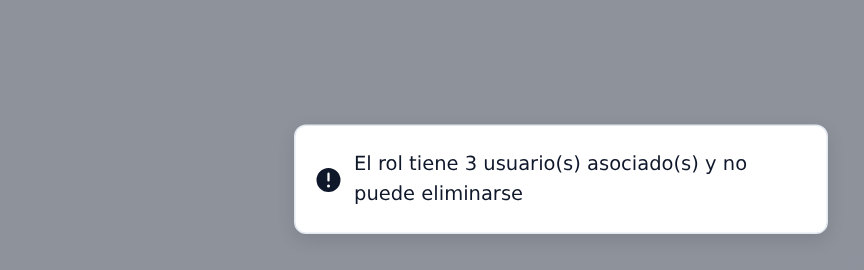 El rol tiene 3 usuario(s) asociado(s) y no
puede eliminarse